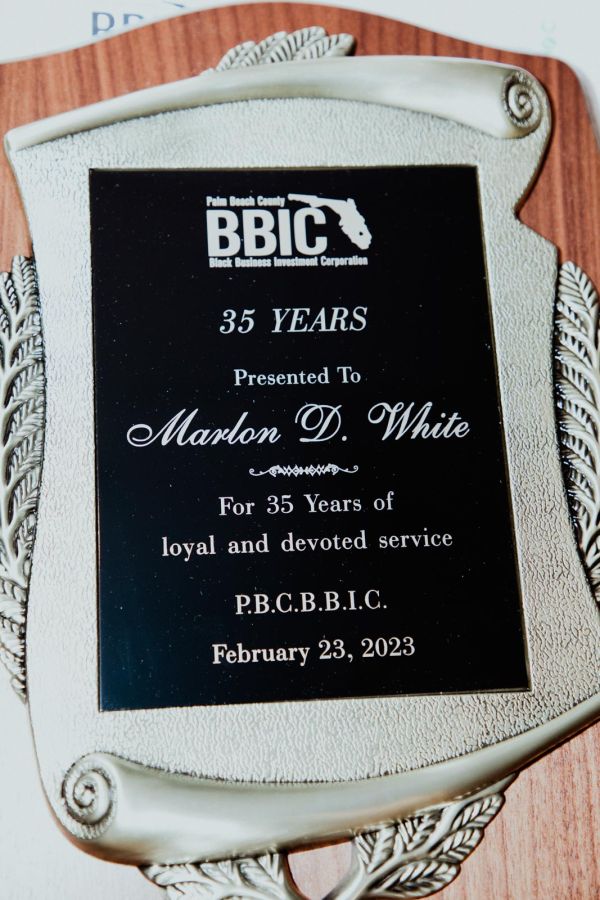 Palm Beach County
BBIC
Black Business Investment Corporation
35 YEARS
Presented To
Marlon D. White
For 35 Years of
loyal and devoted service
P.B.C.B.B.I.C.
February 23, 2023